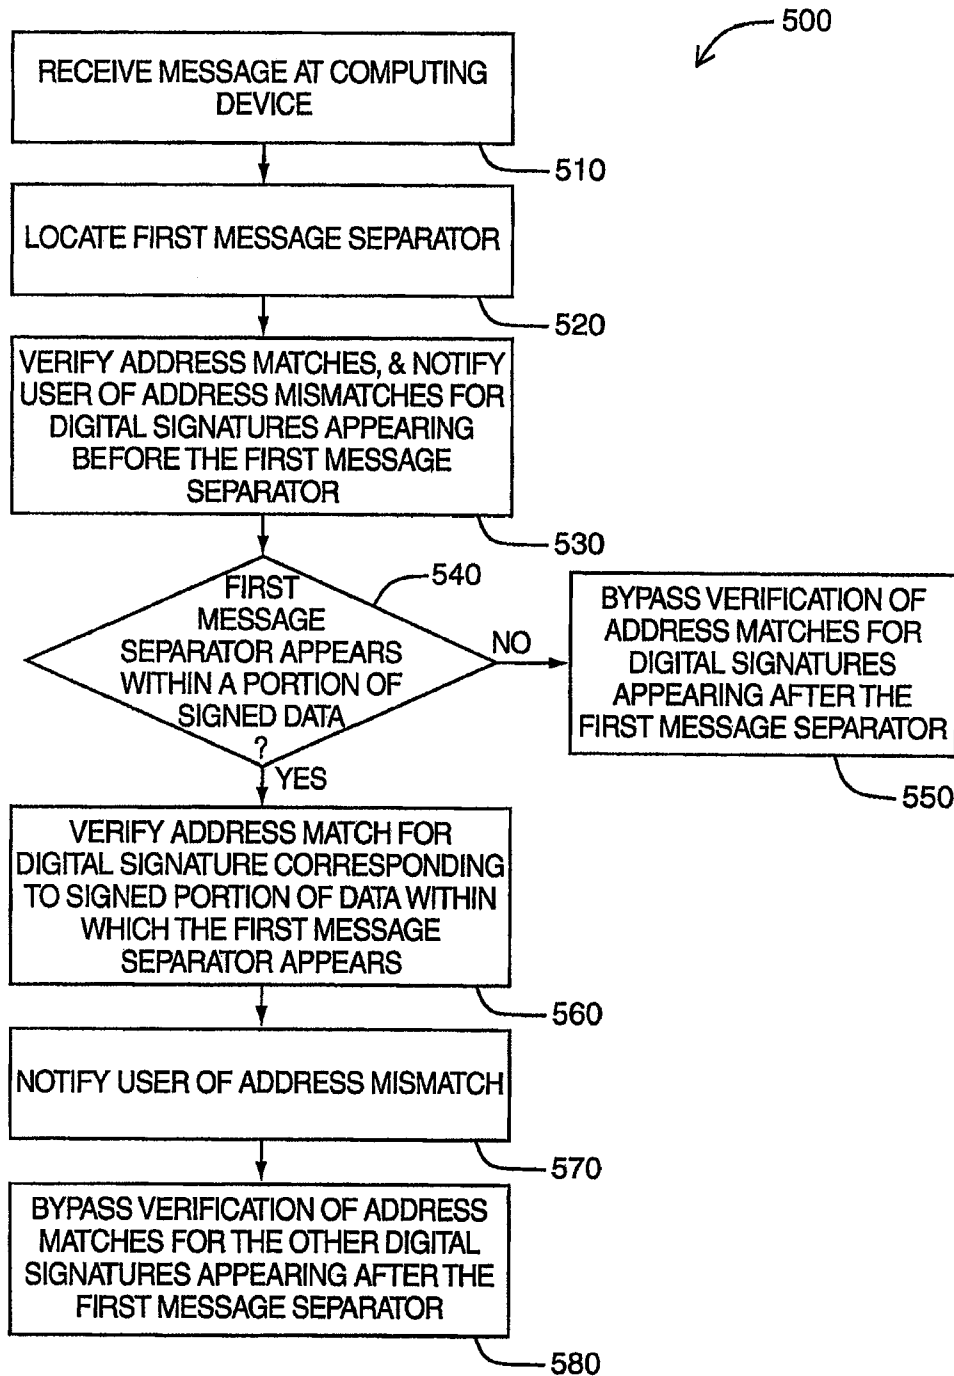 500
RECEIVE MESSAGE AT COMPUTING
DEVICE
510
LOCATE FIRST MESSAGE SEPARATOR
520
VERIFY ADDRESS MATCHES, & NOTIFY
USER OF ADDRESS MISMATCHES FOR
DIGITAL SIGNATURES APPEARING
BEFORE THE FIRST MESSAGE
SEPARATOR
530
540
FIRST
MESSAGE
SEPARATOR APPEARS
WITHIN A PORTION OF
SIGNED DATA
?
NO
BYPASS VERIFICATION OF
ADDRESS MATCHES FOR
DIGITAL SIGNATURES
APPEARING AFTER THE
FIRST MESSAGE SEPARATOR
550
YES
VERIFY ADDRESS MATCH FOR
DIGITAL SIGNATURE CORRESPONDING
TO SIGNED PORTION OF DATA WITHIN
WHICH THE FIRST MESSAGE
SEPARATOR APPEARS
560
NOTIFY USER OF ADDRESS MISMATCH
570
BYPASS VERIFICATION OF ADDRESS
MATCHES FOR THE OTHER DIGITAL
SIGNATURES APPEARING AFTER THE
FIRST MESSAGE SEPARATOR
580